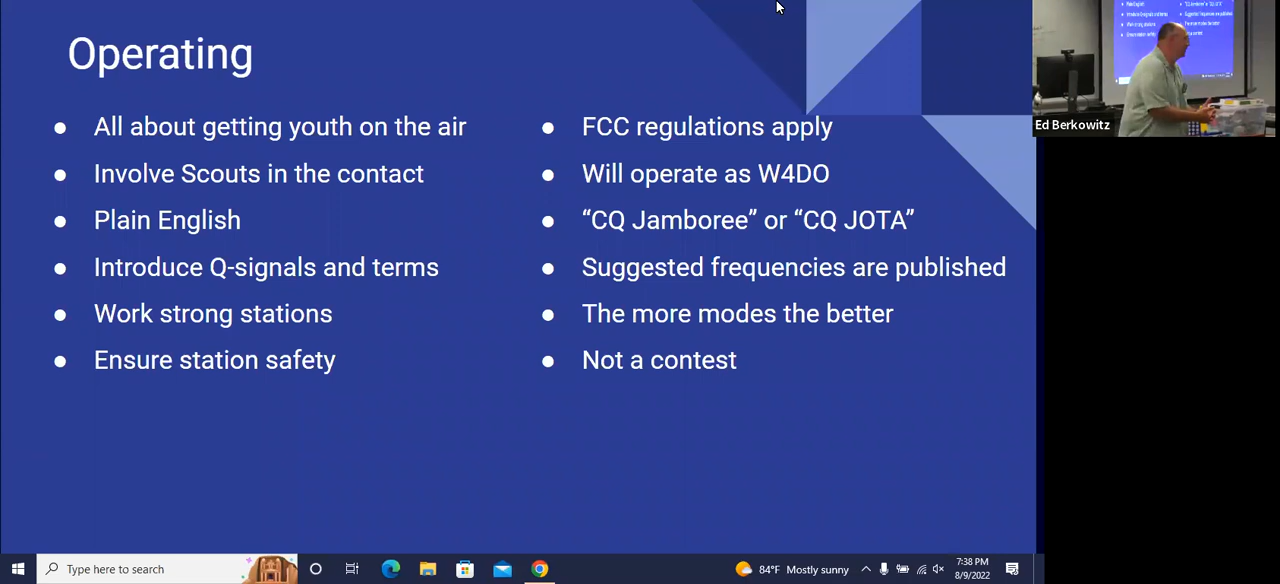 Operating
All about getting youth on the air
Involve Scouts in the contact
Plain English
Introduce Q-signals and terms
Work strong stations
Ensure station safety
FCC regulations apply
Will operate as W4DO
“CQ Jamboree” or “CQ JOTA”
Suggested frequencies are published
The more modes the better
Not a contest
Ed Berkowitz
Type here to search
84°F Mostly sunny
7:38 PM
8/9/2022